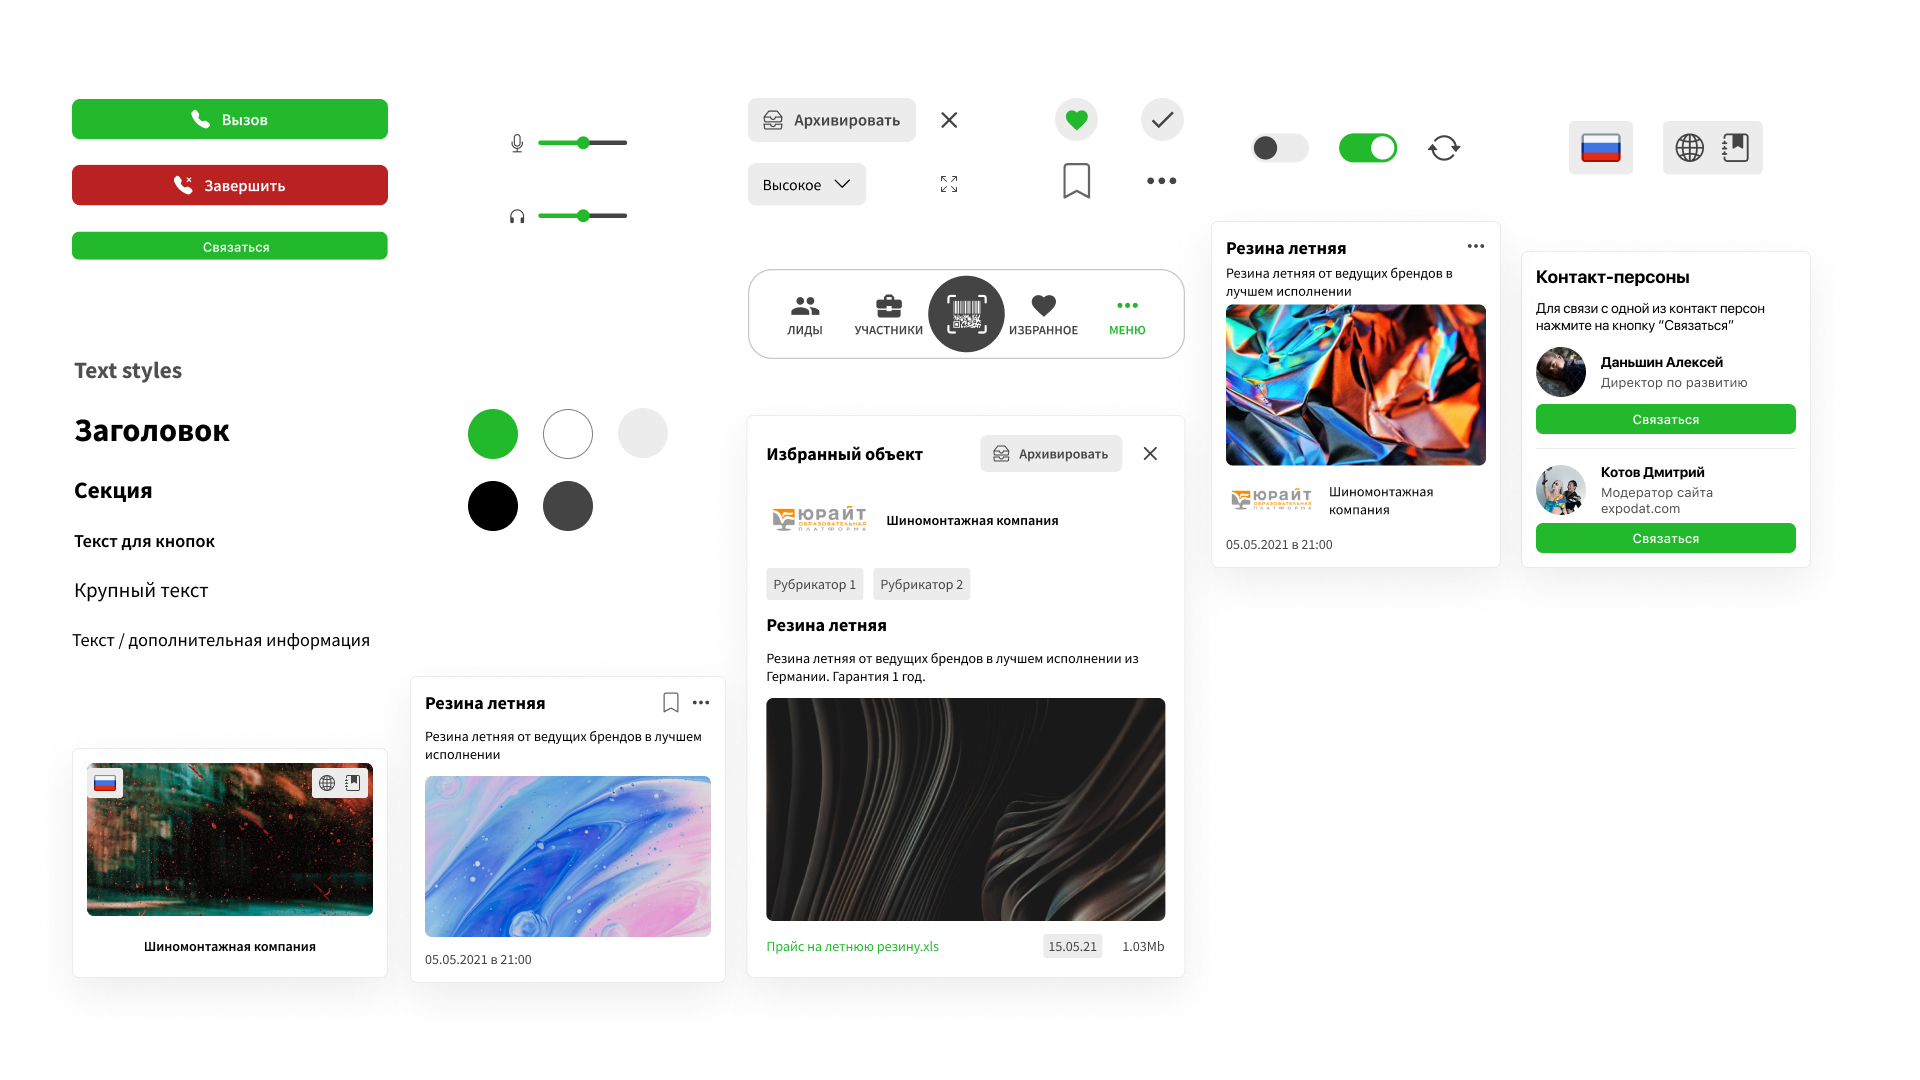 Вызов
Завершить
Связаться
Архивировать
Высокое
ЛИДЫ
УЧАСТНИКИ
ИЗБРАННОЕ
МЕНЮ
Text styles
Заголовок
Секция
Текст для кнопок
Крупный текст
Текст / дополнительная информация
Шиномонтажная компания
Резина летняя
Резина летняя от ведущих брендов в лучшем
исполнении
05.05.2021 в 21:00
Избранный объект
Архивировать
ЮРАЙТ
ОБРАЗОВАТЕЛЬНАЯ
ПЛАТФОРМА
Шиномонтажная компания
Рубрикатор 1
Рубрикатор 2
Резина летняя
Резина летняя от ведущих брендов в лучшем исполнении из
Германии. Гарантия 1 год.
Прайс на летнюю резину.xls
15.05.21
1.03Mb
Резина летняя
Резина летняя от ведущих брендов в
лучшем исполнении
ЮРАЙТ
ОБРАЗОВАТЕЛЬНАЯ
ПЛАТФОРМА
Шиномонтажная
компания
05.05.2021 в 21:00
Контакт-персоны
Для связи с одной из контакт персон
нажмите на кнопку “Связаться”
Даньшин Алексей
Директор по развитию
Связаться
Котов Дмитрий
Модератор сайта
expodat.com
Связаться